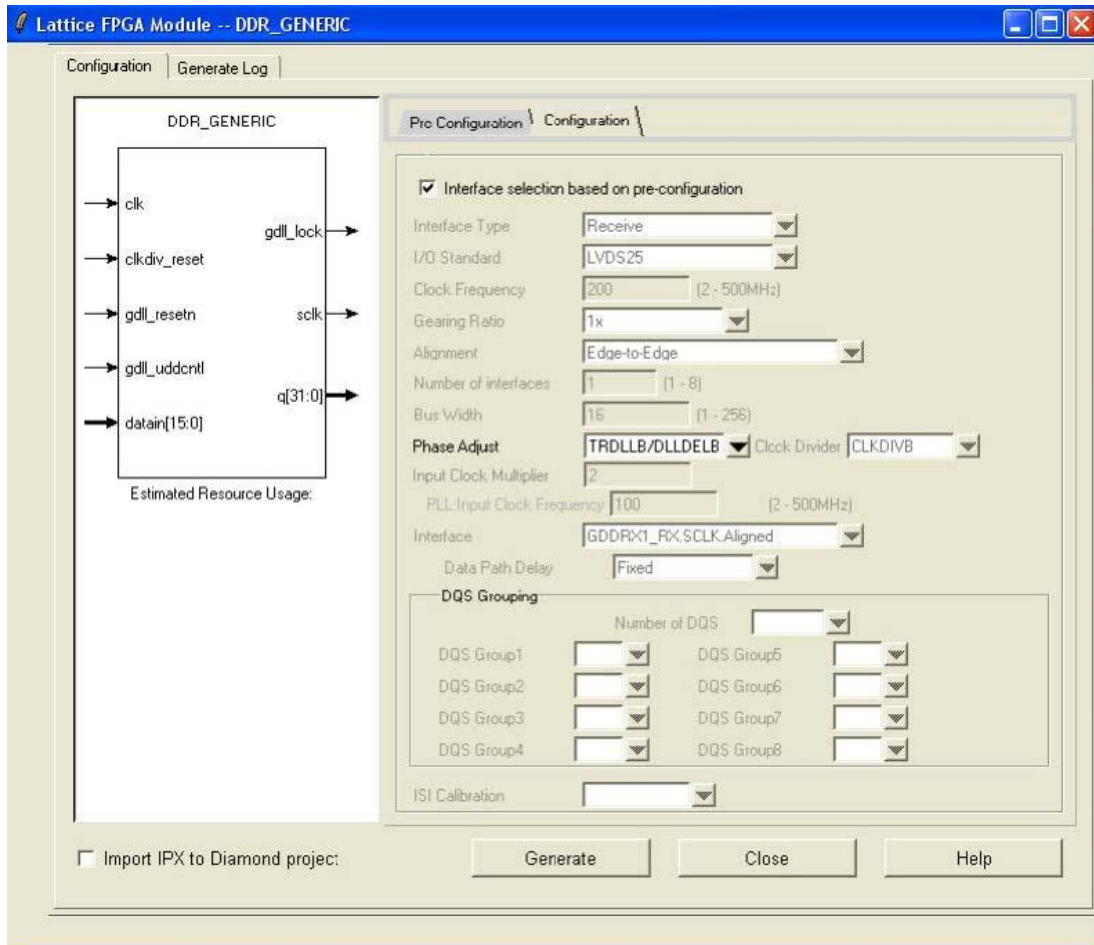 Lattice FPGA Module -- DDR_GENERIC
Configuration Generate Log
DDR_GENERIC
clk
gdll_lock
clkdiv_reset
gdll_resetn sclk
gdll_uddcntl
q[31:0]
datain[15:0]
Estimated Resource Usage:
Pre Configuration Configuration
Interface selection based on pre-configuration
Interface Type Receive
I/O Standard LVDS25
Clock Frequency 200 (2 - 500MHz)
Gearing Ratio 1x
Alignment Edge-to-Edge
Number of interfaces 1 (1 - 8)
Bus Width 16 (1 - 256)
Phase Adjust TRDLLB/DLLDELB Clock Divider CLKDIVB
Input Clock Multiplier 2
PLL Input Clock Frequency 100 (2 - 500MHz)
Interface GDDRX1_RX.SCLK.Aligned
Data Path Delay Fixed
DQS Grouping
Number of DQS
DQS Group1 DQS Group5
DQS Group2 DQS Group6
DQS Group3 DQS Group7
DQS Group4 DQS Group8
ISI Calibration
Import IPX to Diamond project:
Generate Close Help